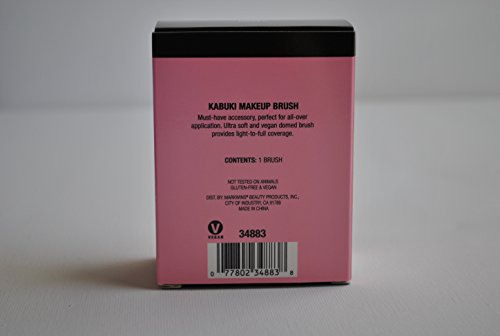 KABUKI MAKEUP BRUSH
Must-have accessory, perfect for all-over
application. Ultra soft and vegan domed brush
provides light-to-full coverage.
CONTENTS: 1 BRUSH
NOT TESTED ON ANIMALS
GLUTEN-FREE & VEGAN
DIST. BY: MARKWINS® BEAUTY PRODUCTS, INC.,
CITY OF INDUSTRY, CA 91789
MADE IN CHINA
V
VEGAN
34883
0 77802 34883 8